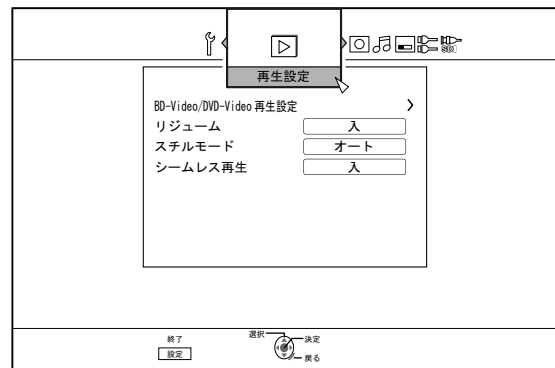 再生設定
BD-Video/DVD-Video 再生設定
リジューム 入
スチルモード オート
シームレス再生 入
終了
設定
選択
決定
戻る